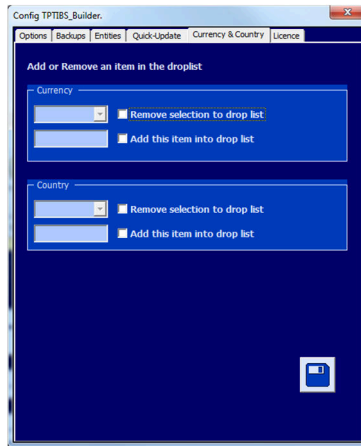 Config TPTIBS_Builder.
x
Options Backups Entities Quick-Update Currency & Country Licence
Add or Remove an item in the droplist
Currency
Remove selection to drop list
Add this item into drop list
Country
Remove selection to drop list
Add this item into drop list